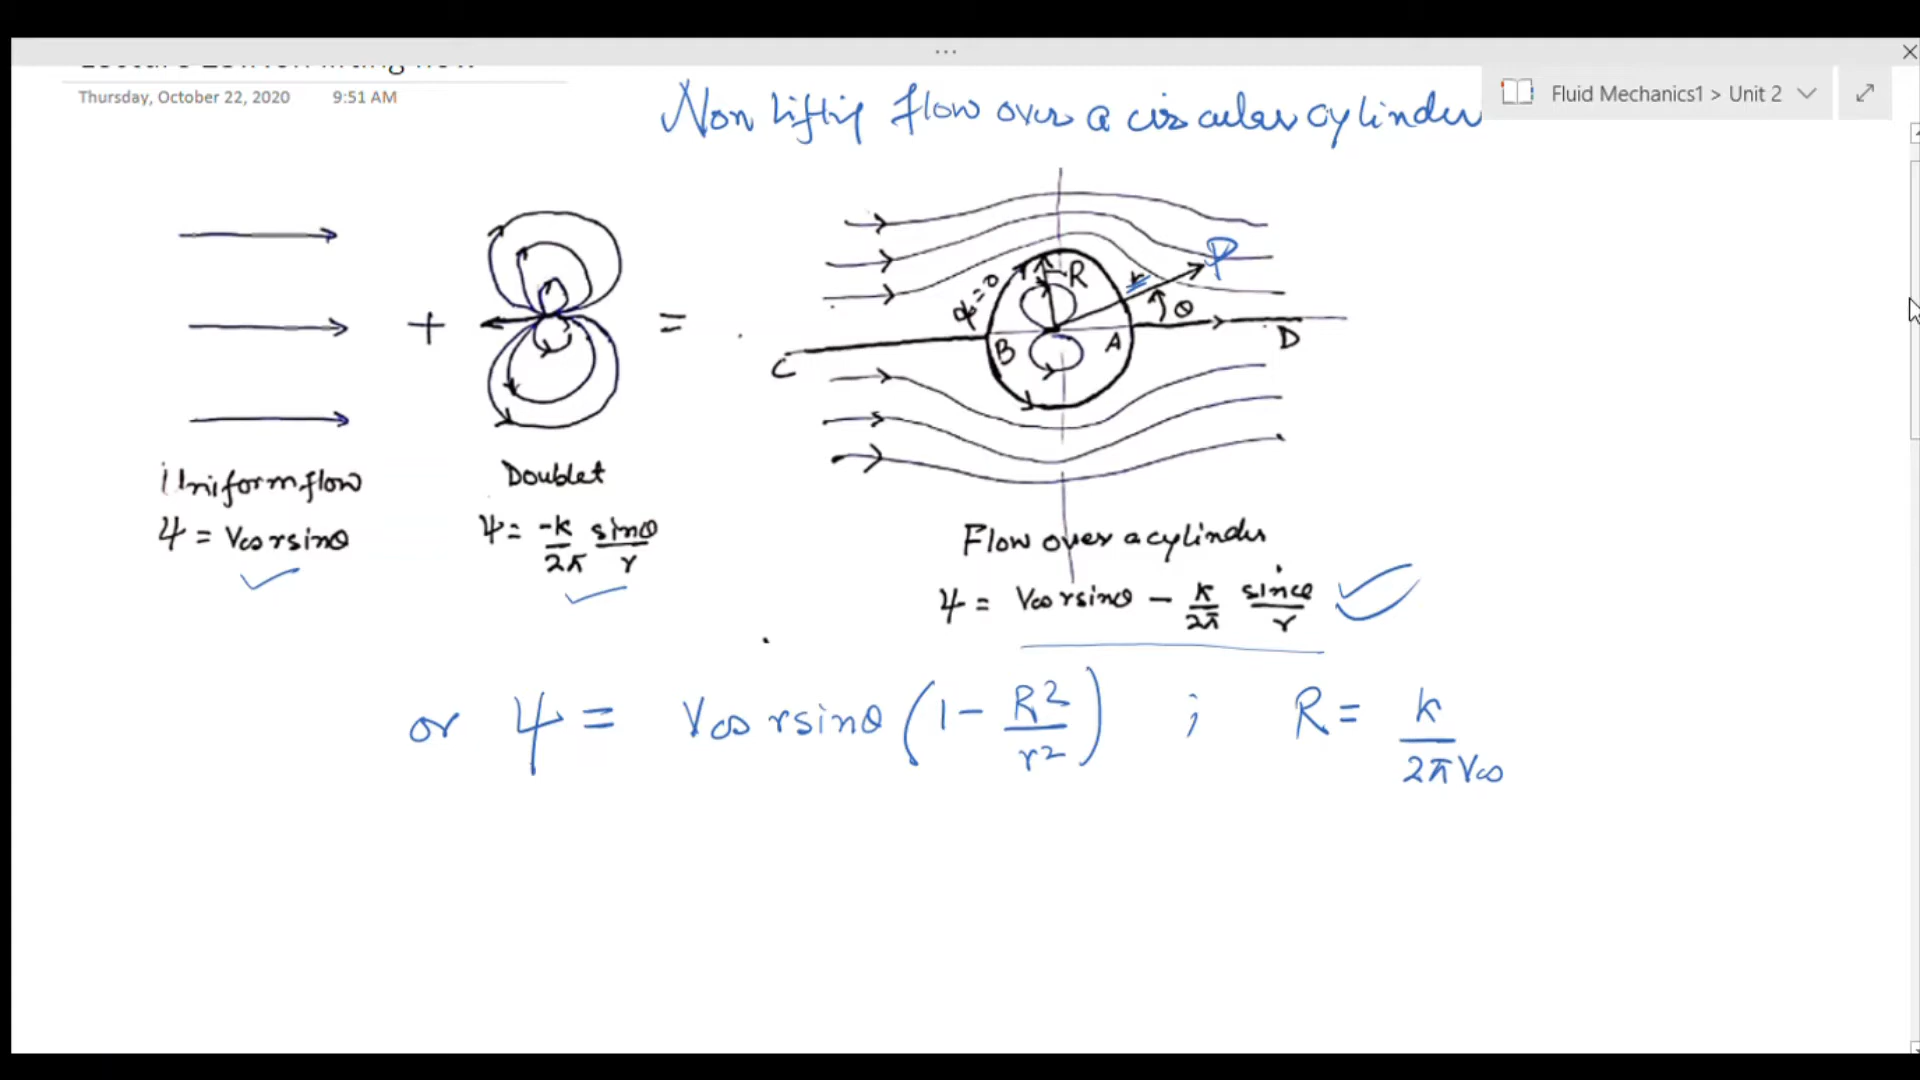 Thursday, October 22, 2020 9:51 AM
Fluid Mechanics1 > Unit 2
Non lifting flow over a circular cylinder
+ =
ψ=0 R r P θ
C B A D
Uniform flow
ψ = V∞ r sinθ
Doublet
ψ = -K/2π sinθ/r
Flow over a cylinder
ψ = V∞ r sinθ - K/2π sinθ/r
or ψ = V∞ r sinθ (1 - R²/r²) ; R = K/2πV∞